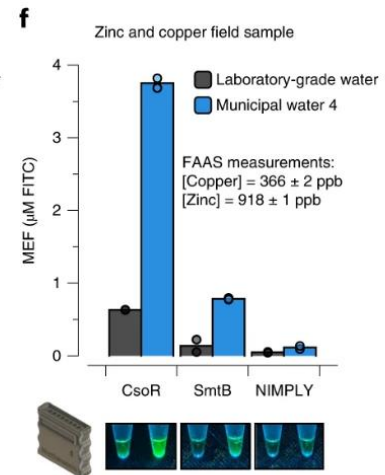 f
Zinc and copper field sample
4
3
2
1
0
MEF (μM FITC)
Laboratory-grade water
Municipal water 4
FAAS measurements:
[Copper] = 366 ± 2 ppb
[Zinc] = 918 ± 1 ppb
CsoR SmtB NIMPLY